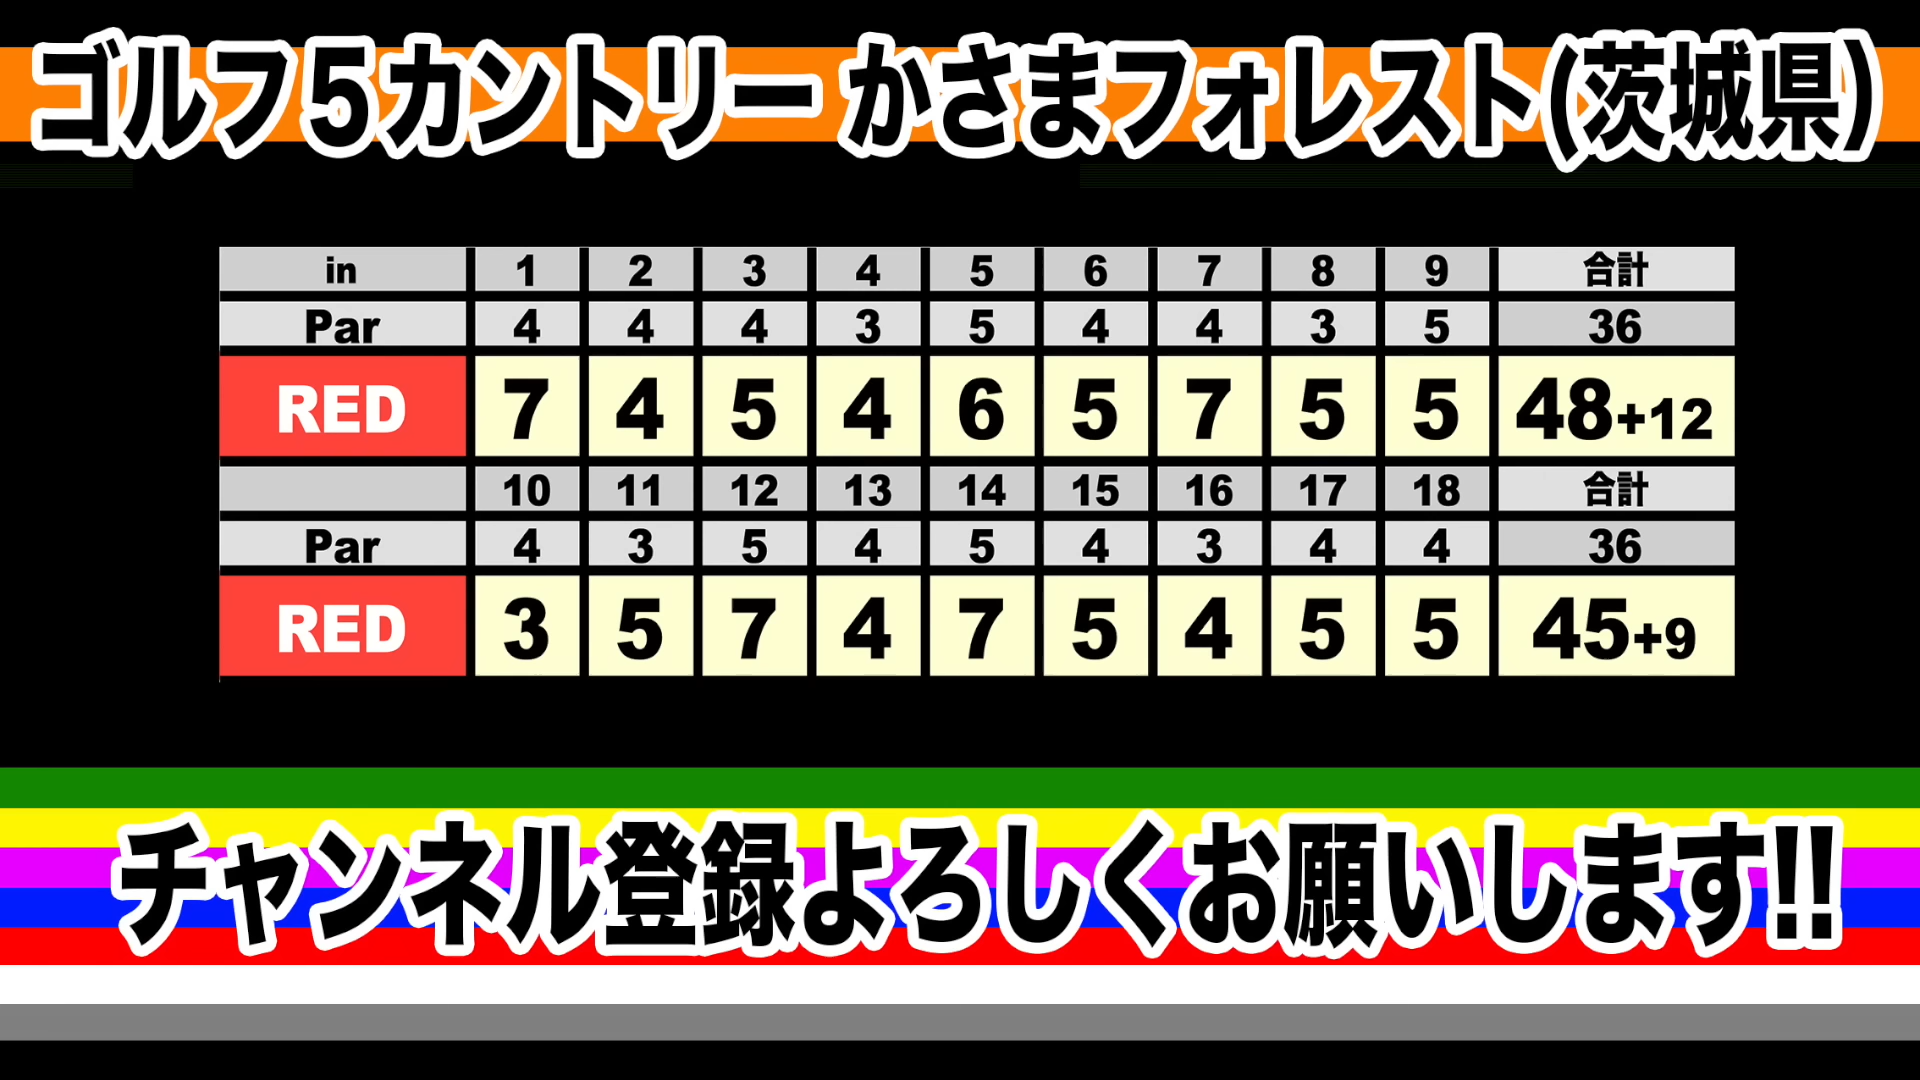 ゴルフ5カントリー かさまフォレスト(茨城県)
in 1 2 3 4 5 6 7 8 9 合計
Par 4 4 4 3 5 4 4 3 5 36
RED 7 4 5 4 6 5 7 5 5 48+12
10 11 12 13 14 15 16 17 18 合計
Par 4 3 5 4 5 4 3 4 4 36
RED 3 5 7 4 7 5 4 5 5 45+9
チャンネル登録よろしくお願いします!!